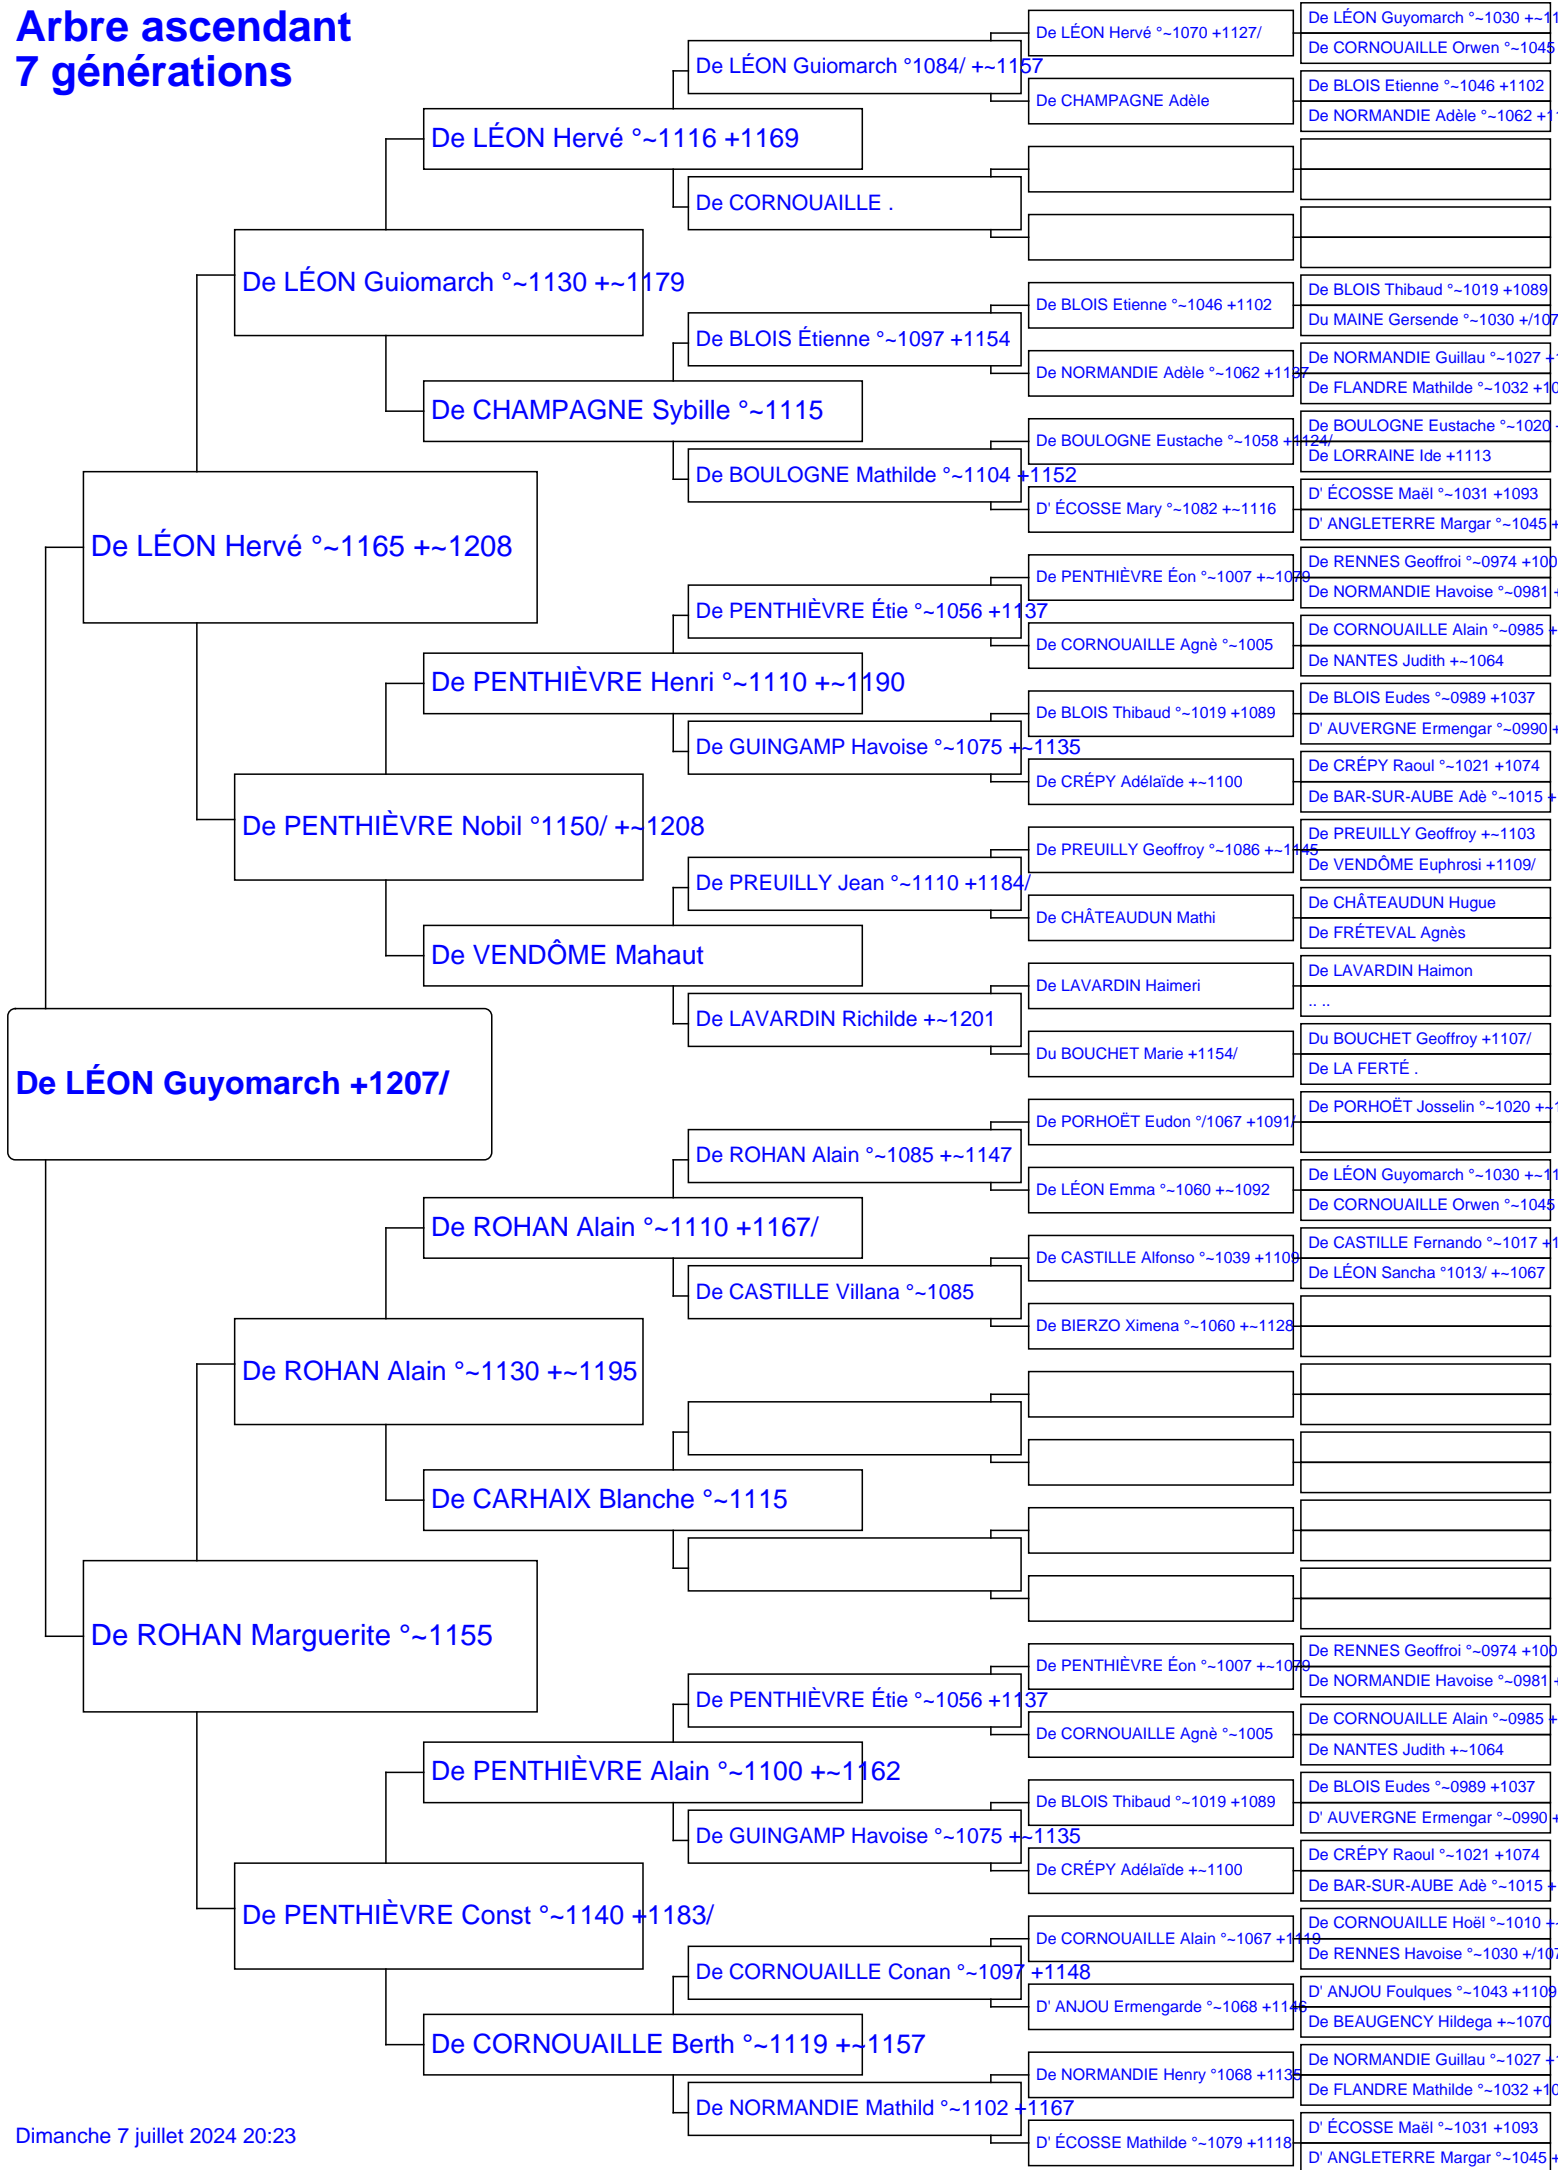 Arbre ascendant
7 générations
De LÉON Guyomarch +1207/
De LÉON Hervé °~1165 +~1208
De ROHAN Marguerite °~1155
De LÉON Guiomarch °~1130 +~1179
De PENTHIÈVRE Nobil °1150/ +~1208
De ROHAN Alain °~1130 +~1195
De PENTHIÈVRE Const °~1140 +1183/
De LÉON Hervé °~1116 +1169
De CHAMPAGNE Sybille °~1115
De PENTHIÈVRE Henri °~1110 +~1190
De VENDÔME Mahaut
De ROHAN Alain °~1110 +1167/
De CARHAIX Blanche °~1115
De PENTHIÈVRE Alain °~1100 +~1162
De CORNOUAILLE Berth °~1119 +~1157
De LÉON Guiomarch °1084/ +~1157
De CORNOUAILLE .
De BLOIS Étienne °~1097 +1154
De BOULOGNE Mathilde °~1104 +1152
De PENTHIÈVRE Étie °~1056 +1137
De GUINGAMP Havoise °~1075 +~1135
De PREUILLY Jean °~1110 +1184/
De LAVARDIN Richilde +~1201
De ROHAN Alain °~1085 +~1147
De CASTILLE Villana °~1085
De PENTHIÈVRE Étie °~1056 +1137
De GUINGAMP Havoise °~1075 +~1135
De CORNOUAILLE Conan °~1097 +1148
De NORMANDIE Mathild °~1102 +1167
De LÉON Hervé °~1070 +1127/
De CHAMPAGNE Adèle
De BLOIS Etienne °~1046 +1102
De NORMANDIE Adèle °~1062 +1137
De BOULOGNE Eustache °~1058 +1124/
D' ÉCOSSE Mary °~1082 +~1116
De PENTHIÈVRE Éon °~1007 +~1079
De CORNOUAILLE Agnè °~1005
De BLOIS Thibaud °~1019 +1089
De CRÉPY Adélaïde +~1100
De PREUILLY Geoffroy °~1086 +~1145
De CHÂTEAUDUN Mathi
De LAVARDIN Haimeri
Du BOUCHET Marie +1154/
De PORHOËT Eudon °/1067 +1091/
De LÉON Emma °~1060 +~1092
De CASTILLE Alfonso °~1039 +1109
De BIERZO Ximena °~1060 +~1128
De PENTHIÈVRE Éon °~1007 +~1079
De CORNOUAILLE Agnè °~1005
De BLOIS Thibaud °~1019 +1089
De CRÉPY Adélaïde +~1100
De CORNOUAILLE Alain °~1067 +1119
D' ANJOU Ermengarde °~1068 +1146
De NORMANDIE Henry °1068 +1135
D' ÉCOSSE Mathilde °~1079 +1118
De LÉON Guyomarch °~1030 +~11
De CORNOUAILLE Orwen °~1045
De BLOIS Etienne °~1046 +1102
De NORMANDIE Adèle °~1062 +1
De BLOIS Thibaud °~1019 +1089
Du MAINE Gersende °~1030 +/107
De NORMANDIE Guillau °~1027 +
De FLANDRE Mathilde °~1032 +10
De BOULOGNE Eustache °~1020
De LORRAINE Ide +1113
D' ÉCOSSE Maël °~1031 +1093
D' ANGLETERRE Margar °~1045 +
De RENNES Geoffroi °~0974 +100
De NORMANDIE Havoise °~0981 +
De CORNOUAILLE Alain °~0985 +
De NANTES Judith +~1064
De BLOIS Eudes °~0989 +1037
D' AUVERGNE Ermengar °~0990 +
De CRÉPY Raoul °~1021 +1074
De BAR-SUR-AUBE Adè °~1015 +
De PREUILLY Geoffroy +~1103
De VENDÔME Euphrosi +1109/
De CHÂTEAUDUN Hugue
De FRÉTEVAL Agnès
De LAVARDIN Haimon
.. ..
Du BOUCHET Geoffroy +1107/
De LA FERTÉ .
De PORHOËT Josselin °~1020 +~1
De LÉON Guyomarch °~1030 +~11
De CORNOUAILLE Orwen °~1045
De CASTILLE Fernando °~1017 +1
De LÉON Sancha °1013/ +~1067
De RENNES Geoffroi °~0974 +100
De NORMANDIE Havoise °~0981 +
De CORNOUAILLE Alain °~0985 +
De NANTES Judith +~1064
De BLOIS Eudes °~0989 +1037
D' AUVERGNE Ermengar °~0990 +
De CRÉPY Raoul °~1021 +1074
De BAR-SUR-AUBE Adè °~1015 +
De CORNOUAILLE Hoël °~1010 +
De RENNES Havoise °~1030 +/107
D' ANJOU Foulques °~1043 +1109
De BEAUGENCY Hildega +~1070
De NORMANDIE Guillau °~1027 +
De FLANDRE Mathilde °~1032 +10
D' ÉCOSSE Maël °~1031 +1093
D' ANGLETERRE Margar °~1045 +
Dimanche 7 juillet 2024 20:23